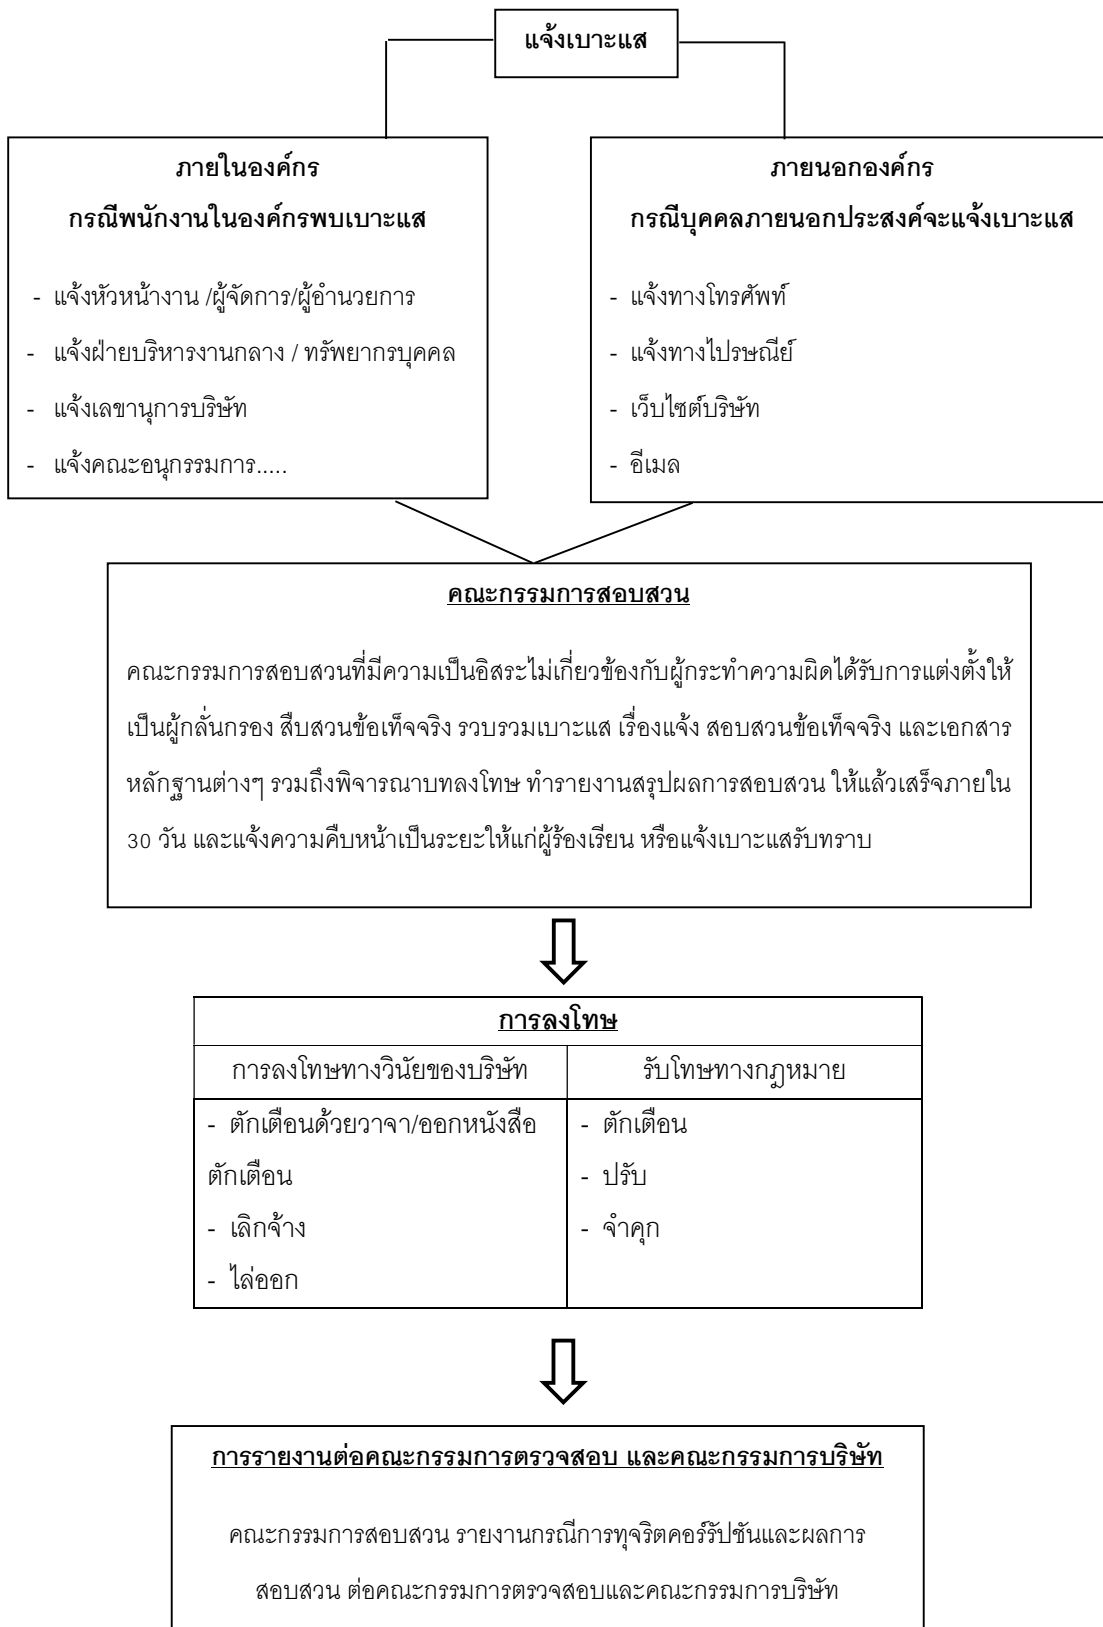 แจ้งเบาะแส
ภายในองค์กร
กรณีพนักงานในองค์กรพบเบาะแส
- แจ้งหัวหน้างาน /ผู้จัดการ/ผู้อำนวยการ
- แจ้งฝ่ายบริหารงานกลาง / ทรัพยากรบุคคล
- แจ้งเลขานุการบริษัท
- แจ้งคณะอนุกรรมการ.....
ภายนอกองค์กร
กรณีบุคคลภายนอกประสงค์จะแจ้งเบาะแส
- แจ้งทางโทรศัพท์
- แจ้งทางไปรษณีย์
- เว็บไซต์บริษัท
- อีเมล
คณะกรรมการสอบสวน
คณะกรรมการสอบสวนที่มีความเป็นอิสระไม่เกี่ยวข้องกับผู้กระทำความผิดได้รับการแต่งตั้งให้
เป็นผู้กลั่นกรอง สืบสวนข้อเท็จจริง รวบรวมเบาะแส เรื่องแจ้ง สอบสวนข้อเท็จจริง และเอกสาร
หลักฐานต่างๆ รวมถึงพิจารณาบทลงโทษ ทำรายงานสรุปผลการสอบสวน ให้แล้วเสร็จภายใน
30 วัน และแจ้งความคืบหน้าเป็นระยะให้แก่ผู้ร้องเรียน หรือแจ้งเบาะแสรับทราบ
การลงโทษ
การลงโทษทางวินัยของบริษัท
รับโทษทางกฎหมาย
- ตักเตือนด้วยวาจา/ออกหนังสือ
ตักเตือน
- เลิกจ้าง
- ไล่ออก
- ตักเตือน
- ปรับ
- จำคุก
การรายงานต่อคณะกรรมการตรวจสอบ และคณะกรรมการบริษัท
คณะกรรมการสอบสวน รายงานกรณีการทุจริตคอร์รัปชันและผลการ
สอบสวน ต่อคณะกรรมการตรวจสอบและคณะกรรมการบริษัท